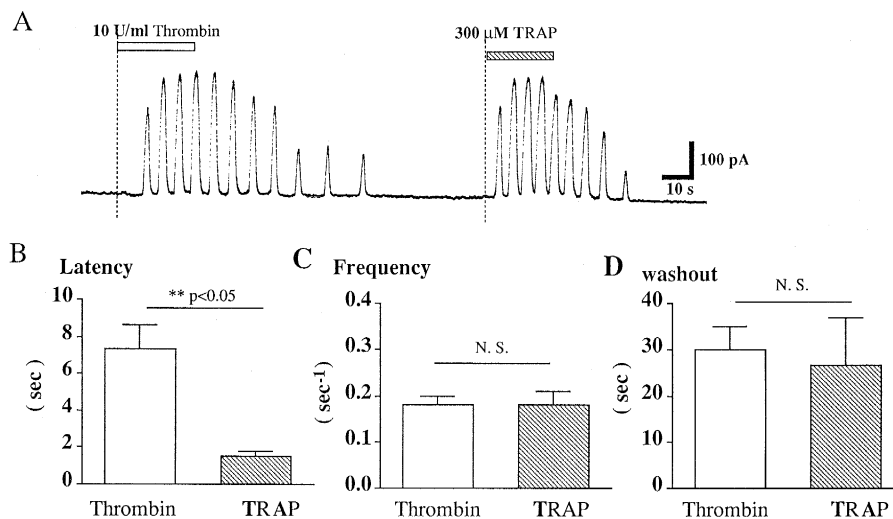 A
10 U/ml Thrombin
300 µM TRAP
100 pA
10 s
B
Latency
** p<0.05
10
8
6
4
2
0
( sec )
Thrombin
TRAP
C
Frequency
N. S.
0.4
0.3
0.2
0.1
0.0
( sec-1 )
Thrombin
TRAP
D
washout
N. S.
40
30
20
10
0
( sec )
Thrombin
TRAP